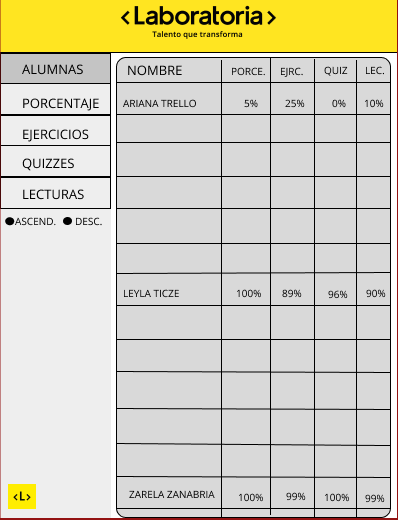 <Laboratoria>
Talento que transforma
ALUMNAS
PORCENTAJE
EJERCICIOS
QUIZZES
LECTURAS
ASCEND. DESC.
NOMBRE PORCE. EJRC. QUIZ LEC.
ARIANA TRELLO 5% 25% 0% 10%
LEYLA TICZE 100% 89% 96% 90%
ZARELA ZANABRIA 100% 99% 100% 99%
<L>